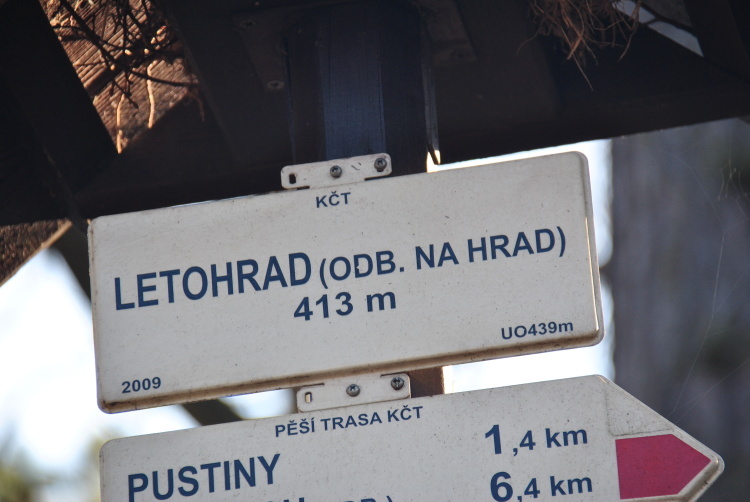 KČT
LETOHRAD (ODB. NA HRAD)
413 m
UO439m
2009
PĚŠÍ TRASA KČT
PUSTINY 1,4 km
6,4 km